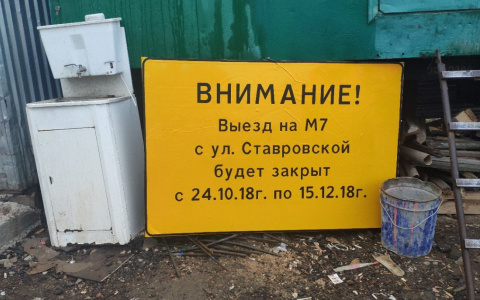 ВНИМАНИЕ!
Выезд на М7
с ул. Ставровской
будет закрыт
с 24.10.18г. по 15.12.18г.